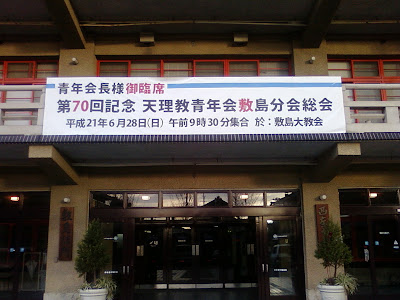 青年会長様御臨席
第70回記念 天理教青年会敷島分会総会
平成21年6月28日(日) 午前9時30分集合 於：敷島大教会